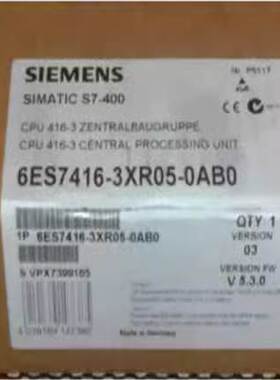 SIEMENS
SIMATIC S7-400
CPU 416-3 ZENTRALBAUGRUPPE
CPU 416-3 CENTRAL PROCESSING UNIT
6ES7416-3XR05-0AB0
QTY 1
1P 6ES7416-3XR05-0AB0
VERSION
03
S VPX7399165
VERSION FW
V 5.3.0
Made in Germany